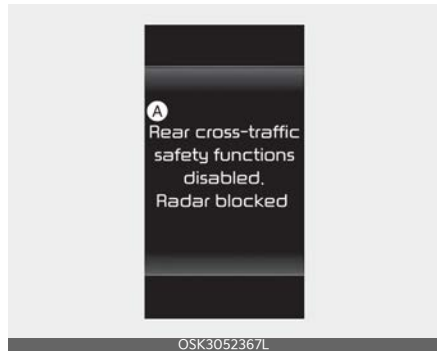 A
Rear cross-traffic
safety functions
disabled.
Radar blocked
OSK3052367L